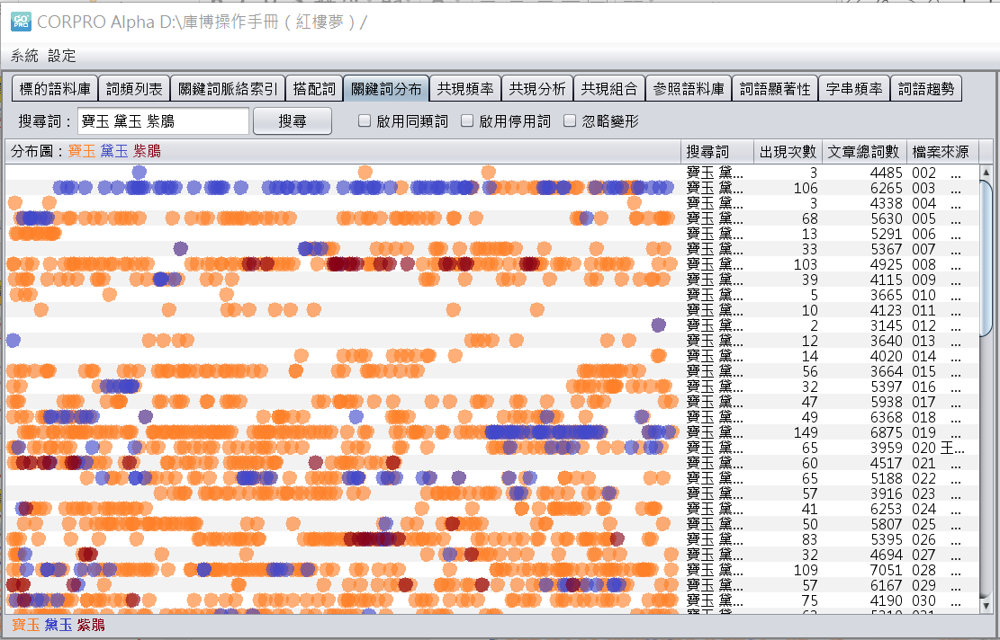 GO PRO CORPRO Alpha D:\庫博操作手冊（紅樓夢）/
系統 設定
標的語料庫 詞頻列表 關鍵詞脈絡索引 搭配詞 關鍵詞分布 共現頻率 共現分析 共現組合 參照語料庫 詞語顯著性 字串頻率 詞語趨勢
搜尋詞： 寶玉 黛玉 紫鵑 搜尋 啟用同類詞 啟用停用詞 忽略變形
分布圖：寶玉 黛玉 紫鵑 搜尋詞 出現次數 文章總詞數 檔案來源
寶玉 黛... 3 4485 002 ...
寶玉 黛... 106 6265 003 ...
寶玉 黛... 3 4338 004 ...
寶玉 黛... 68 5630 005 ...
寶玉 黛... 13 5291 006 ...
寶玉 黛... 33 5367 007 ...
寶玉 黛... 103 4925 008 ...
寶玉 黛... 39 4115 009 ...
寶玉 黛... 5 3665 010 ...
寶玉 黛... 10 4123 011 ...
寶玉 黛... 2 3145 012 ...
寶玉 黛... 12 3640 013 ...
寶玉 黛... 14 4020 014 ...
寶玉 黛... 56 3664 015 ...
寶玉 黛... 32 5397 016 ...
寶玉 黛... 47 5938 017 ...
寶玉 黛... 49 6368 018 ...
寶玉 黛... 149 6875 019 ...
寶玉 黛... 65 3959 020 王...
寶玉 黛... 60 4517 021 ...
寶玉 黛... 65 5188 022 ...
寶玉 黛... 57 3916 023 ...
寶玉 黛... 41 6253 024 ...
寶玉 黛... 50 5807 025 ...
寶玉 黛... 83 5395 026 ...
寶玉 黛... 32 4694 027 ...
寶玉 黛... 109 7051 028 ...
寶玉 黛... 57 6167 029 ...
寶玉 黛... 75 4190 030 ...
寶玉 黛玉 紫鵑